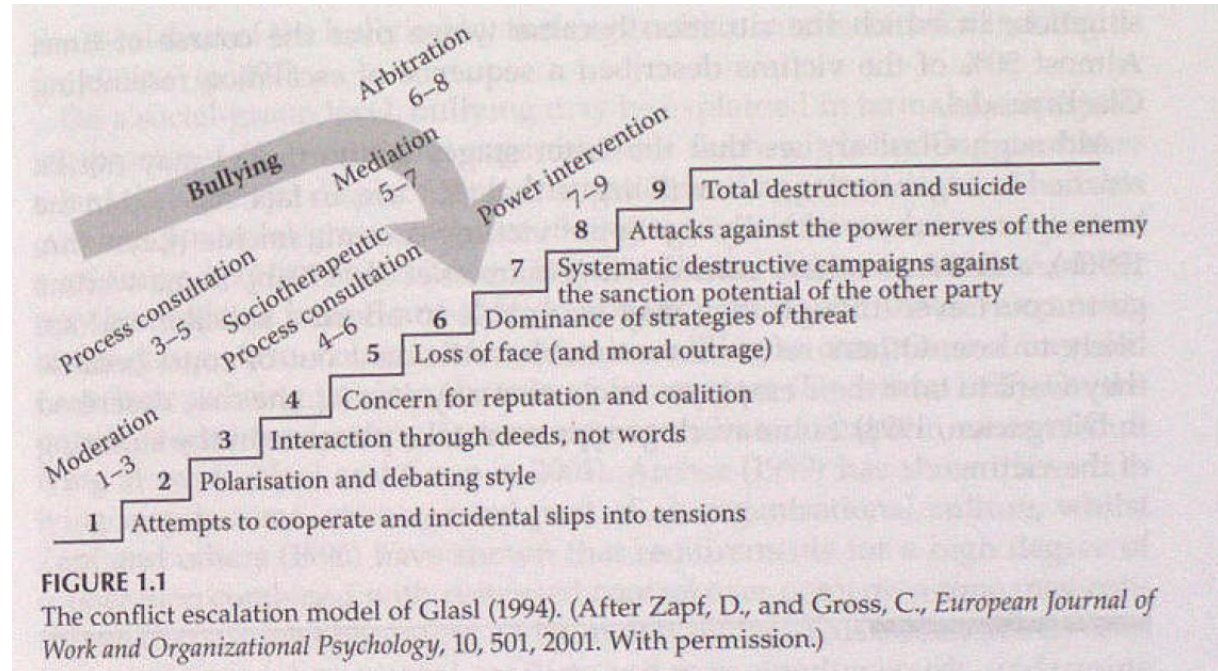 Arbitration
6–8
Bullying
Mediation
5–7
Power intervention
7–9
Process consultation
3–5
Sociotherapeutic
Process consultation
4–6
Moderation
1–3
9 Total destruction and suicide
8 Attacks against the power nerves of the enemy
7 Systematic destructive campaigns against
the sanction potential of the other party
6 Dominance of strategies of threat
5 Loss of face (and moral outrage)
4 Concern for reputation and coalition
3 Interaction through deeds, not words
2 Polarisation and debating style
1 Attempts to cooperate and incidental slips into tensions
FIGURE 1.1
The conflict escalation model of Glasl (1994). (After Zapf, D., and Gross, C., European Journal of
Work and Organizational Psychology, 10, 501, 2001. With permission.)